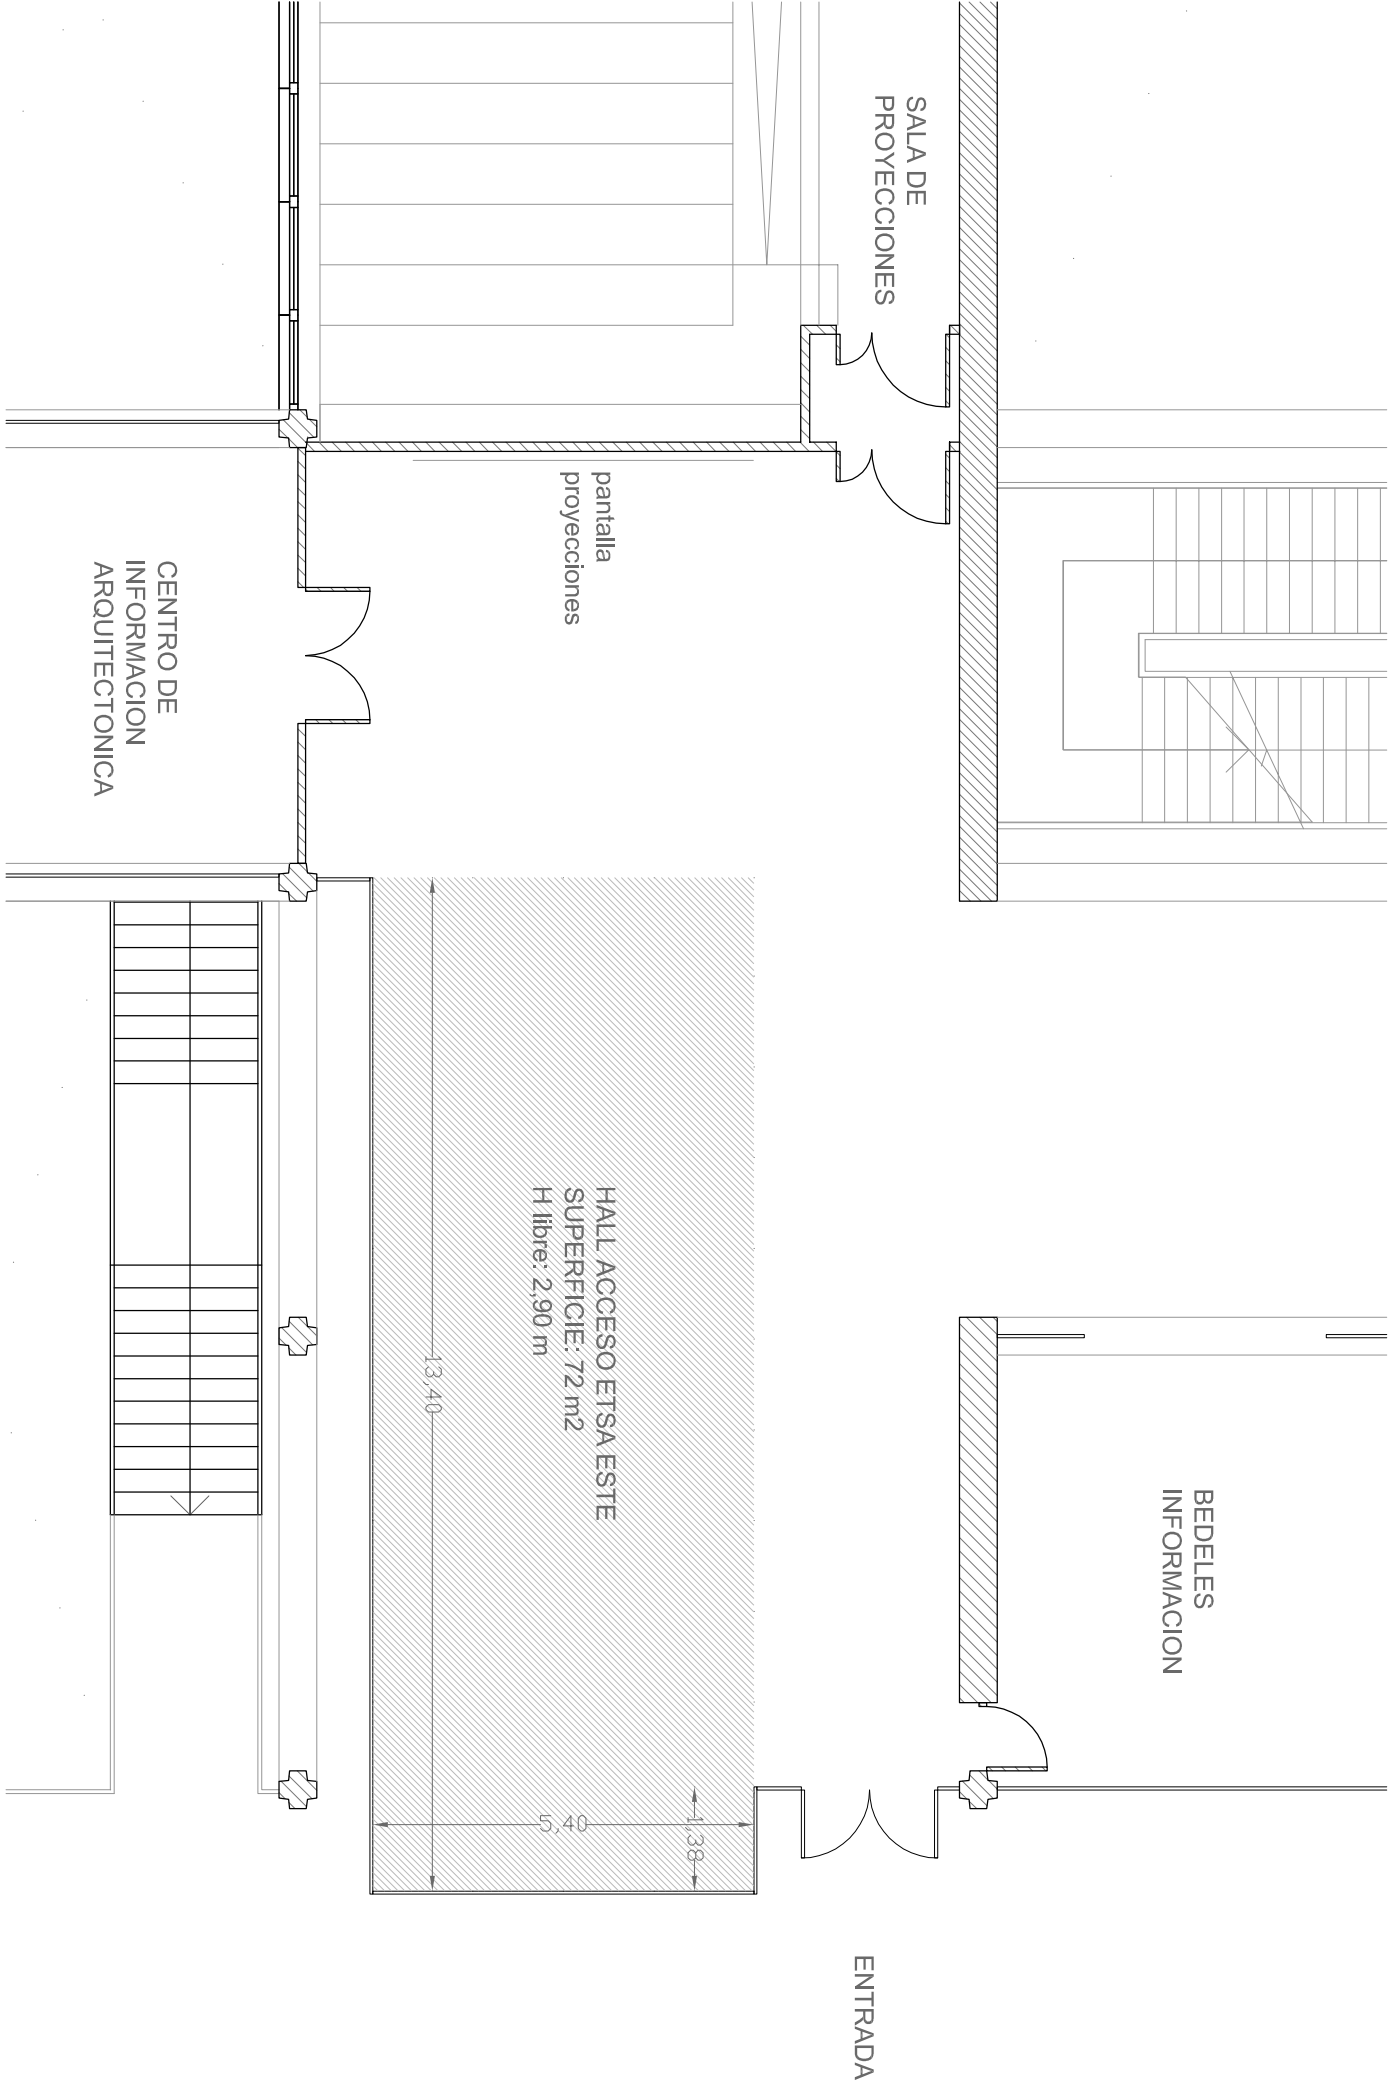 SALA DE
PROYECCIONES
pantalla
proyecciones
CENTRO DE
INFORMACION
ARQUITECTONICA
HALL ACCESO ETSA ESTE
SUPERFICIE: 72 m2
H libre: 2,90 m
13,40
5,40
1,38
BEDELES
INFORMACION
ENTRADA